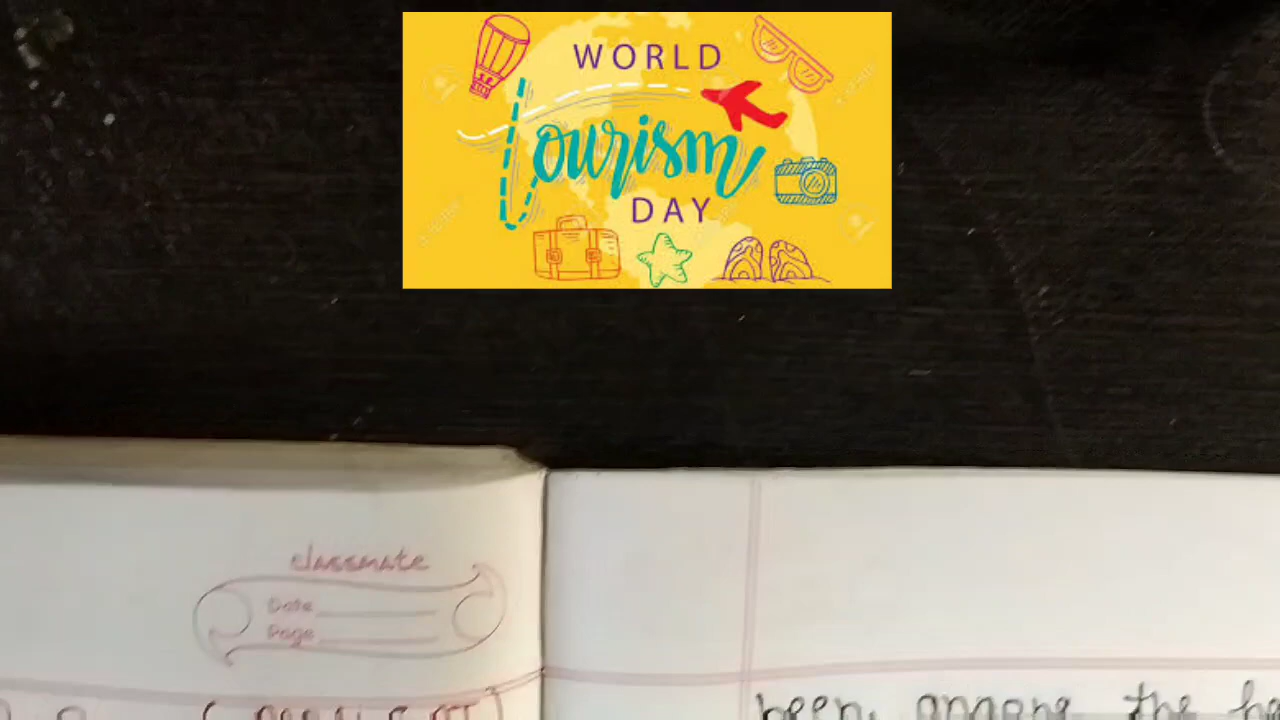 WORLD
Tourism
DAY
classmate
Date
Page
been among the